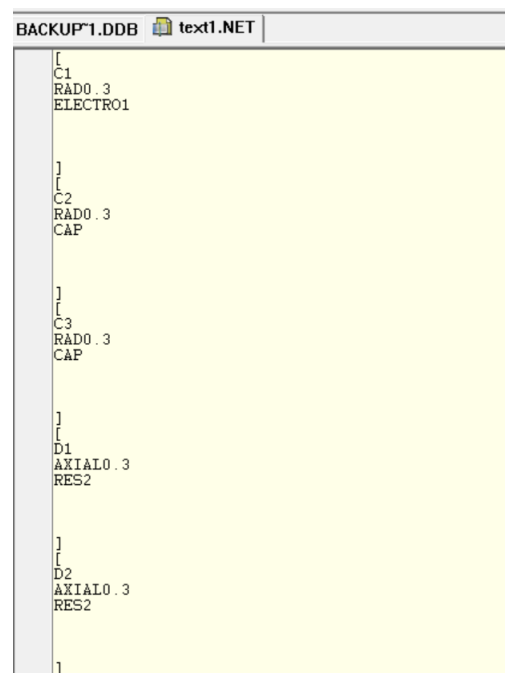 BACKUP~1.DDB text1.NET
[
C1
RAD0.3
ELECTRO1
]
[
C2
RAD0.3
CAP
]
[
C3
RAD0.3
CAP
]
[
D1
AXIAL0.3
RES2
]
[
D2
AXIAL0.3
RES2
]